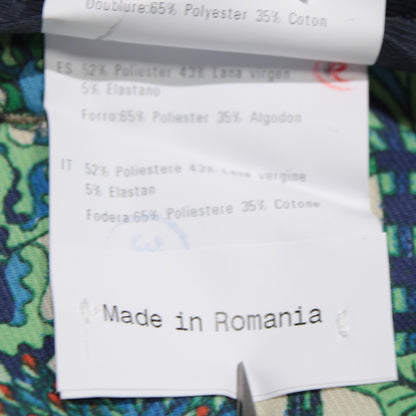 Doublure:65% Polyester 35% Coton
ES 52% Poliester 43% Lana virgen
5% Elastano
Forro:65% Poliester 35% Algodon
IT 52% Poliestere 43% Lana vergine
5% Elastan
Fodera:65% Poliestere 35% Cotone
Made in Romania